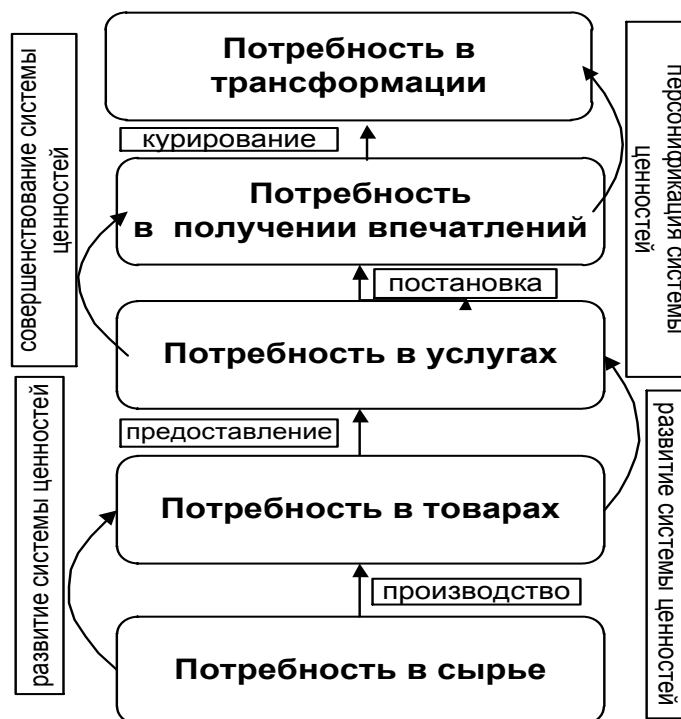 Потребность в
трансформации
курирование
Потребность
в получении впечатлений
постановка
Потребность в услугах
предоставление
Потребность в товарах
производство
Потребность в сырье
совершенствование системы
ценностей
развитие системы ценностей
персонификация системы
ценностей
развитие системы ценностей